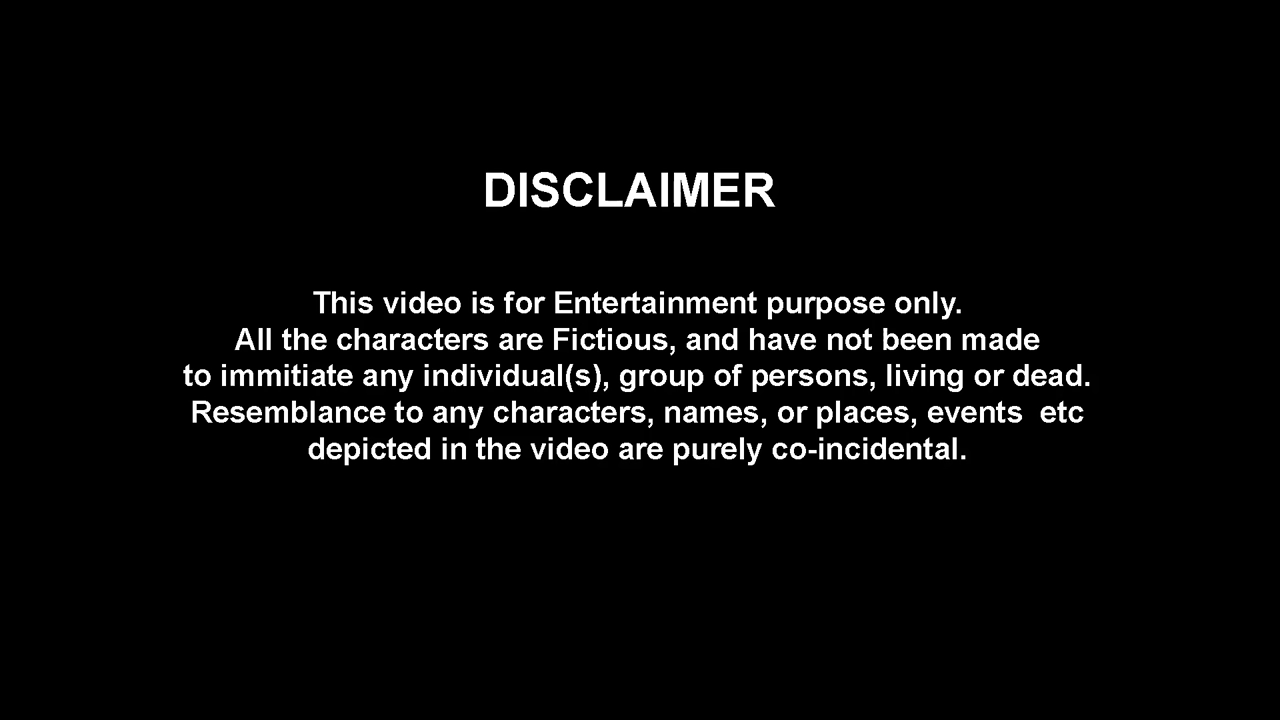 DISCLAIMER
This video is for Entertainment purpose only.
All the characters are Fictious, and have not been made
to immitiate any individual(s), group of persons, living or dead.
Resemblance to any characters, names, or places, events  etc
depicted in the video are purely co-incidental.